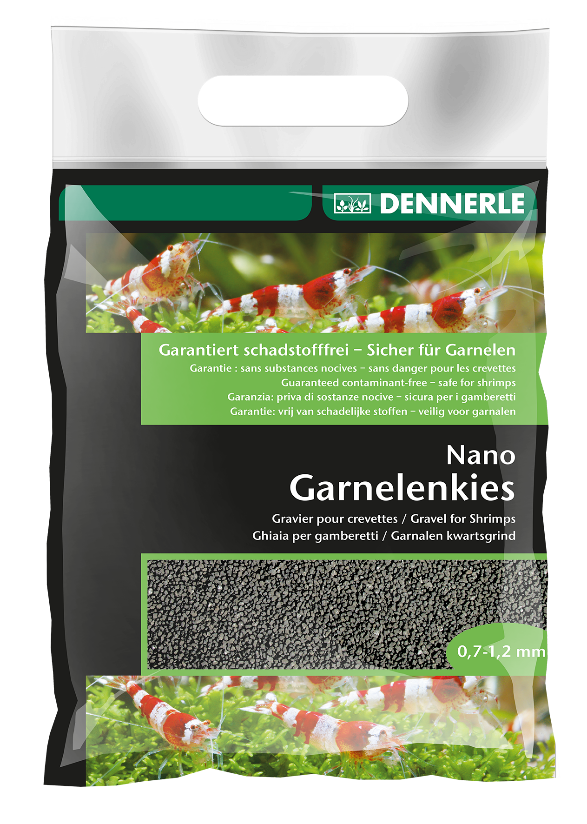 DENNERLE
Garantiert schadstofffrei – Sicher für Garnelen
Garantie : sans substances nocives – sans danger pour les crevettes
Guaranteed contaminant-free – safe for shrimps
Garanzia: priva di sostanze nocive – sicura per i gamberetti
Garantie: vrij van schadelijke stoffen – veilig voor garnalen
Nano
Garnelenkies
Gravier pour crevettes / Gravel for Shrimps
Ghiaia per gamberetti / Garnalen kwartsgrind
0,7-1,2 mm